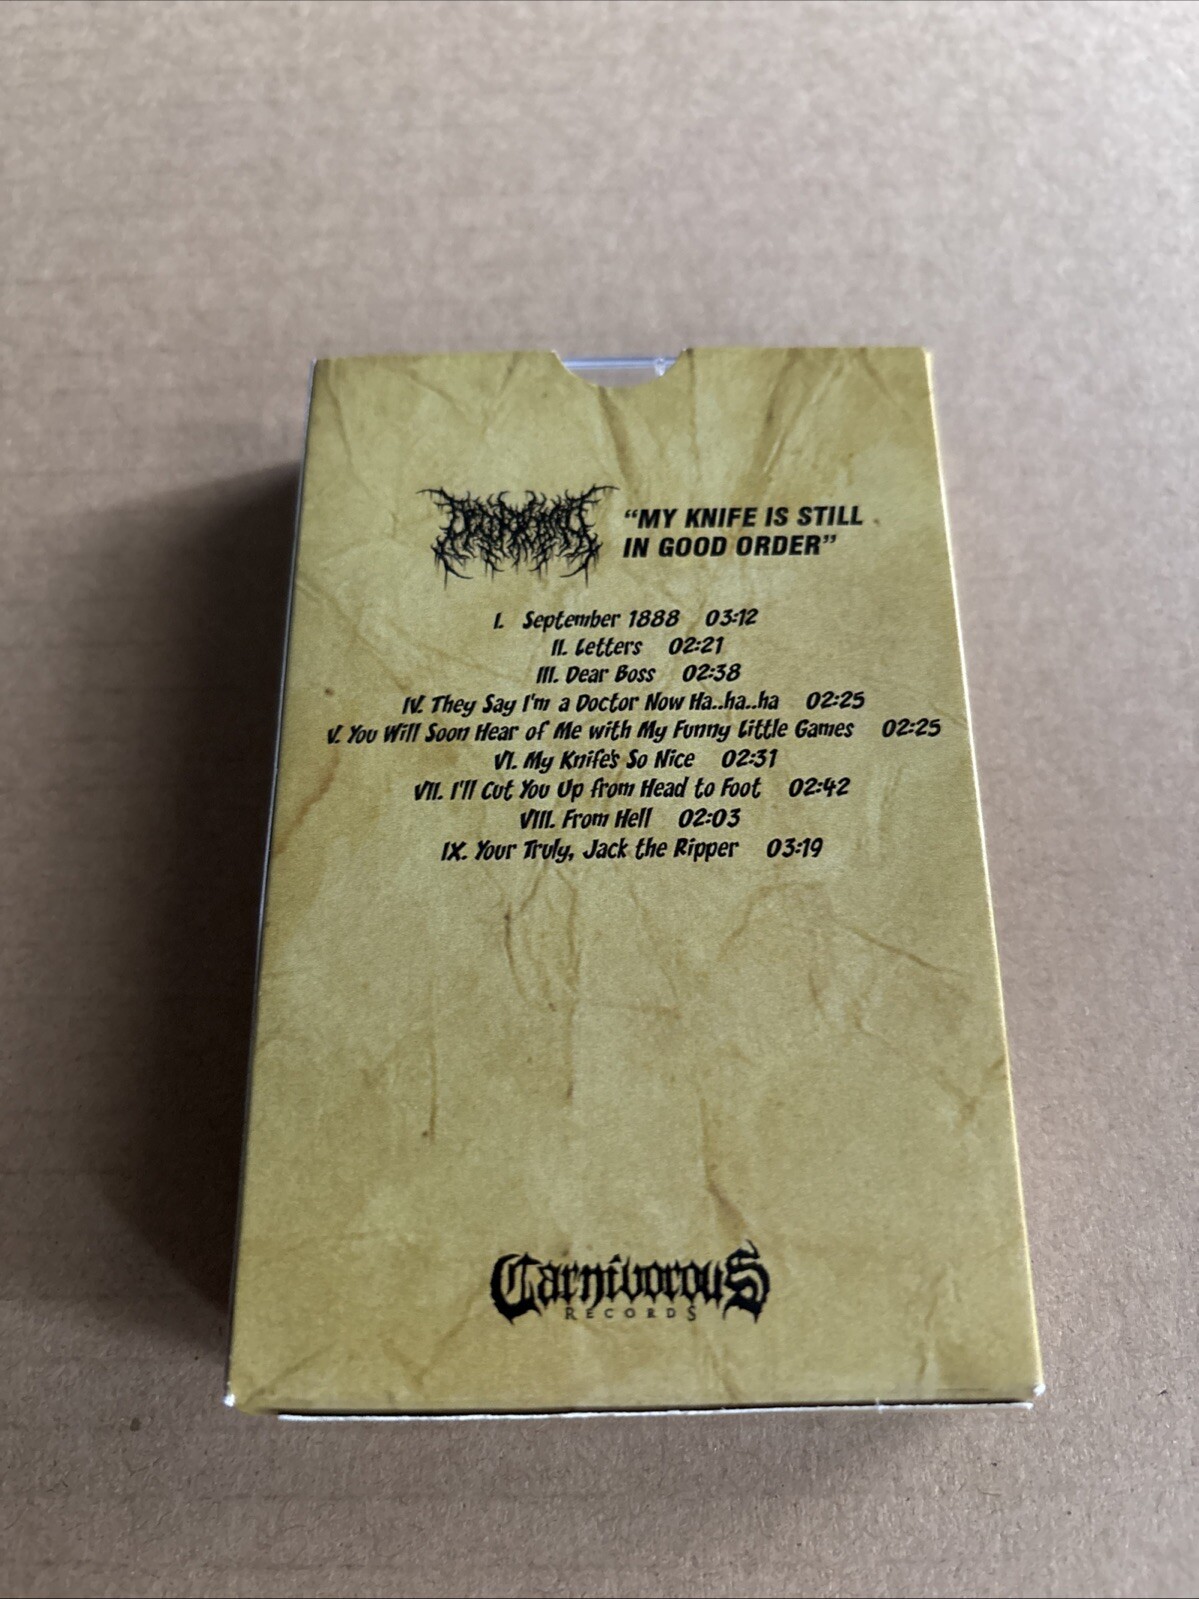 "MY KNIFE IS STILL
IN GOOD ORDER"
I. September 1888 03:12
II. Letters 02:21
III. Dear Boss 02:38
IV. They Say I'm a Doctor Now Ha..ha..ha 02:25
V. You Will Soon Hear of Me with My Funny Little Games 02:25
VI. My Knife's So Nice 02:31
VII. I'll Cut You Up from Head to Foot 02:42
VIII. From Hell 02:03
IX. Your Truly, Jack the Ripper 03:19
Carnivorous
RECORDS